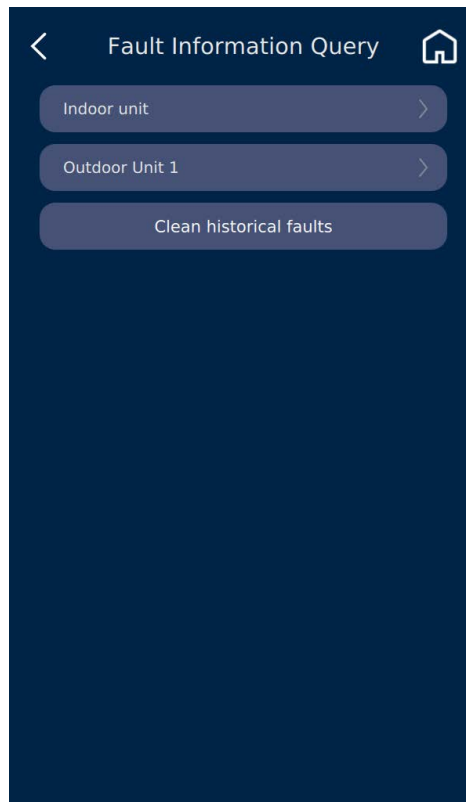 Fault Information Query
Indoor unit
Outdoor Unit 1
Clean historical faults